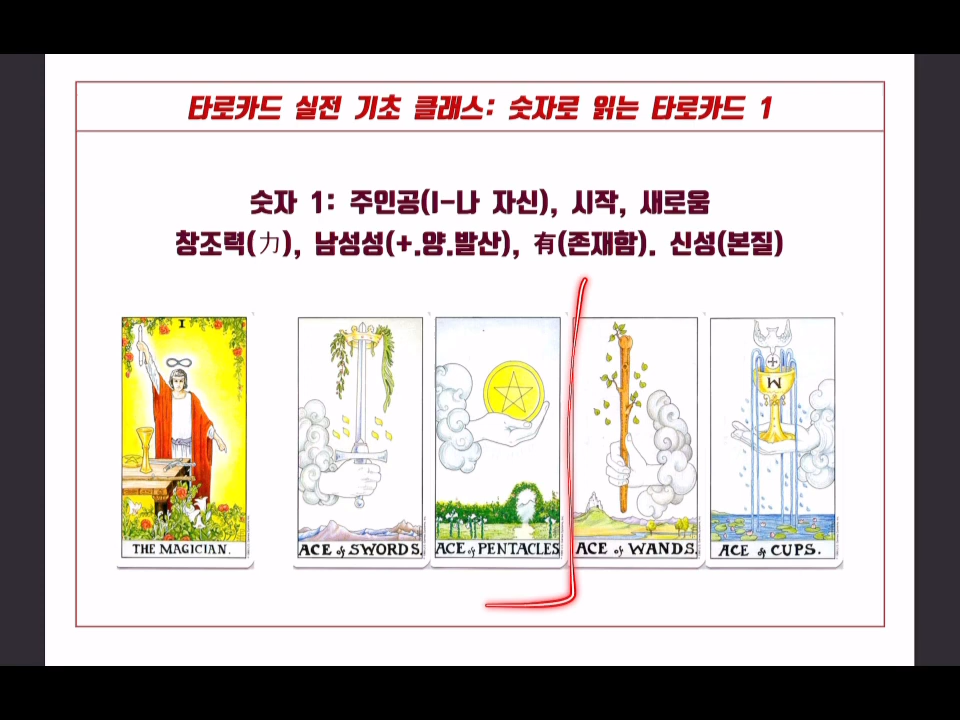 타로카드 실전 기초 클래스: 숫자로 읽는 타로카드 1
숫자 1: 주인공(I-나 자신), 시작, 새로움
창조력(力), 남성성(+.양.발산), 有(존재함). 신성(본질)
I
THE MAGICIAN.
ACE of SWORDS.
ACE of PENTACLES
ACE of WANDS.
W
ACE of CUPS.